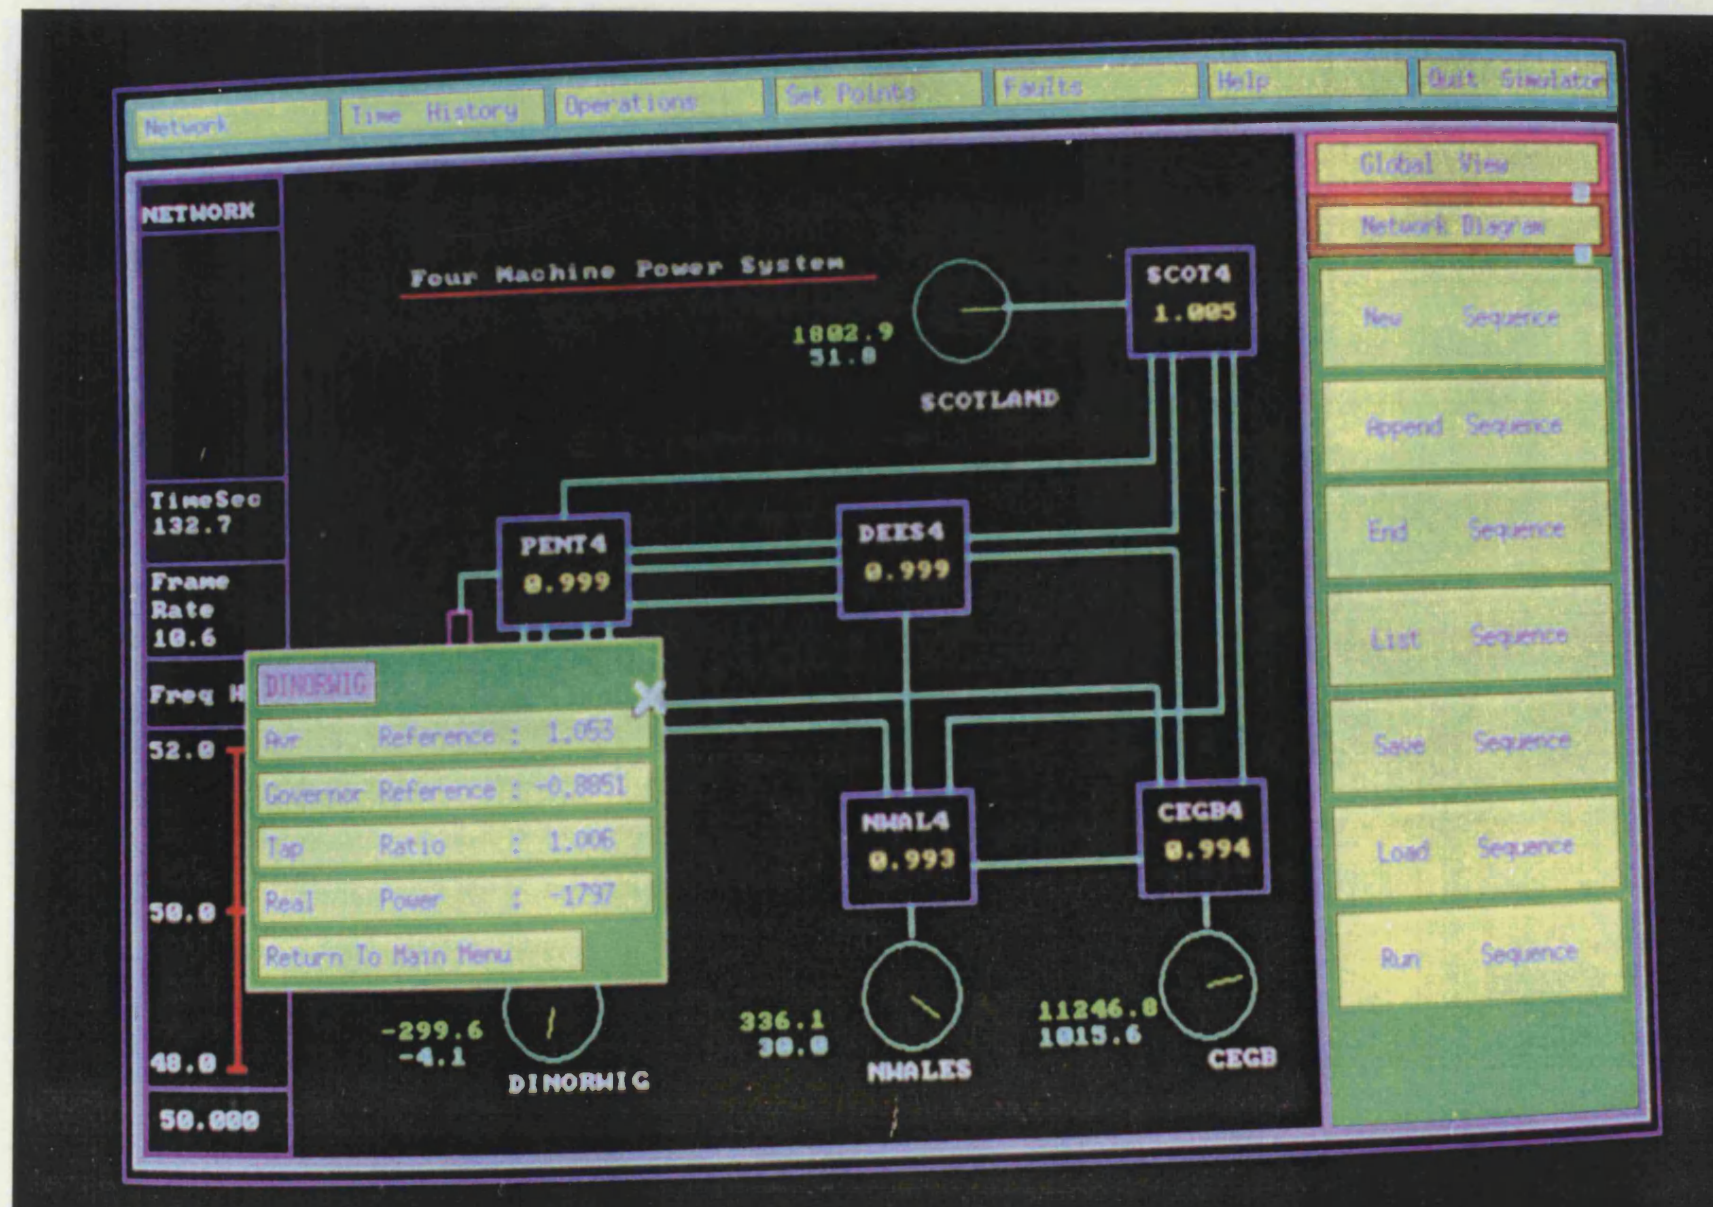 Network
Time History
Operations
Set Points
Faults
Help
Quit Simulator
NETWORK
TimeSec
132.7
Frame
Rate
10.6
Freq H
52.0
50.0
48.0
50.000
Four Machine Power System
1802.9
51.8
SCOTLAND
SCOT4
1.005
PENT4
0.999
DEES4
0.999
NWAL4
0.993
CEGB4
0.994
DINORWIG
Avr Reference : 1.053
Governor Reference : -0.8851
Tap Ratio : 1.006
Real Power : -1797
Return To Main Menu
-299.6
-4.1
DINORWIG
336.1
30.0
NWALES
11246.8
1015.6
CEGB
Global View
Network Diagram
New Sequence
Append Sequence
End Sequence
List Sequence
Save Sequence
Load Sequence
Run Sequence